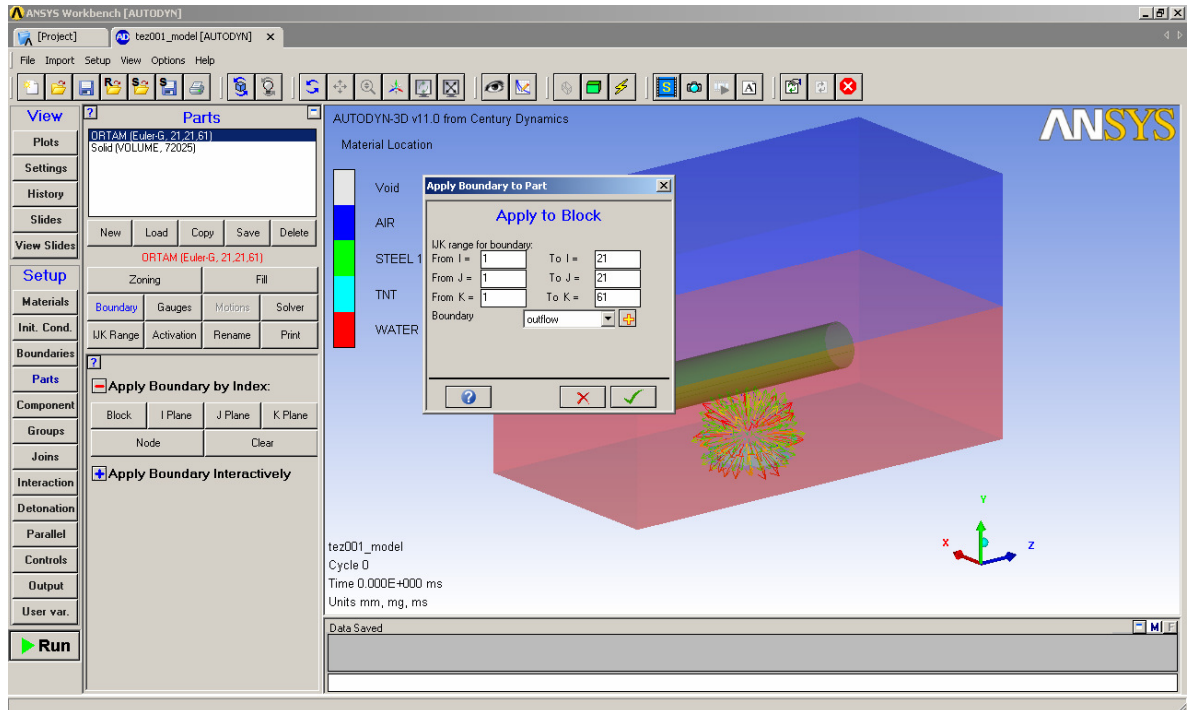 ANSYS Workbench [AUTODYN]
[Project]
AD tez001_model [AUTODYN]
File Import Setup View Options Help
View
Plots
Settings
History
Slides
View Slides
Setup
Materials
Init. Cond.
Boundaries
Parts
Component
Groups
Joins
Interaction
Detonation
Parallel
Controls
Output
User var.
Run
? Parts
ORTAM (Euler-G, 21,21,61)
Solid (VOLUME, 72025)
New Load Copy Save Delete
ORTAM (Euler-G, 21,21,61)
Zoning Fill
Boundary Gauges Motions Solver
IJK Range Activation Rename Print
?
Apply Boundary by Index:
Block I Plane J Plane K Plane
Node Clear
Apply Boundary Interactively
AUTODYN-3D v11.0 from Century Dynamics
Material Location
ANSYS
Void
AIR
STEEL 1
TNT
WATER
Apply Boundary to Part
Apply to Block
IJK range for boundary:
From I = 1 To I = 21
From J = 1 To J = 21
From K = 1 To K = 61
Boundary outflow
?
Y
X
Z
tez001_model
Cycle 0
Time 0.000E+000 ms
Units mm, mg, ms
Data Saved
M F